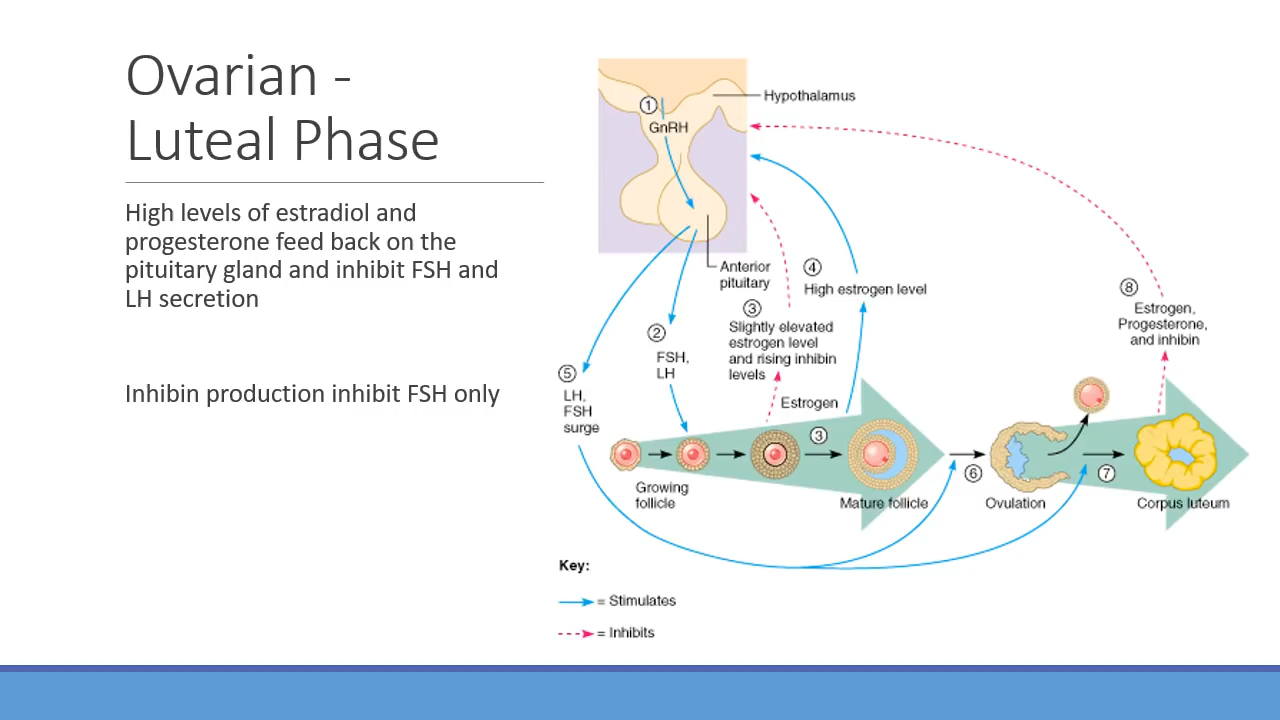 Ovarian -
Luteal Phase
High levels of estradiol and
progesterone feed back on the
pituitary gland and inhibit FSH and
LH secretion
Inhibin production inhibit FSH only
1
GnRH
Hypothalamus
Anterior
pituitary
2
FSH,
LH
3
Slightly elevated
estrogen level
and rising inhibin
levels
4
High estrogen level
5
LH,
FSH
surge
Estrogen
3
6
7
8
Estrogen,
Progesterone,
and inhibin
Growing
follicle
Mature follicle
Ovulation
Corpus luteum
Key:
= Stimulates
= Inhibits